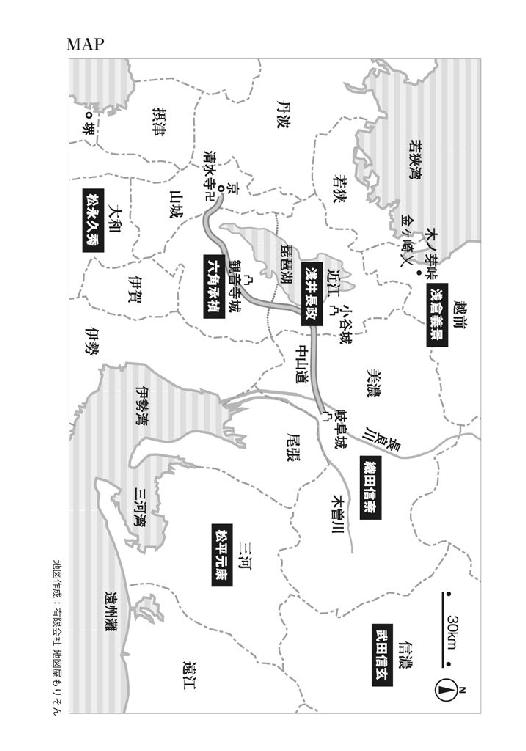 MAP
30km
N
若狭湾
木ノ芽峠
金ヶ崎
越前
浅倉義景
丹波
若狭
近江
小谷城
琵琶湖
浅井長政
美濃
岐阜城
長良川
織田信奈
武田信玄
信濃
摂津
京
清水寺卍
山城
観音寺城
六角承禎
中山道
尾張
木曽川
堺
大和
松永久秀
伊賀
伊勢
伊勢湾
三河湾
三河
松平元康
遠州灘
遠江
地図作成：有限会社 地図屋もりそん